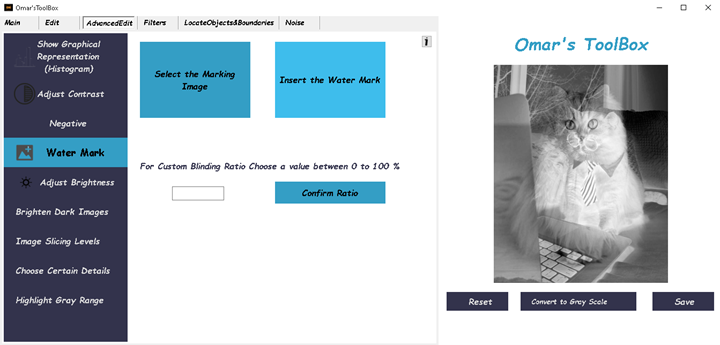 Omar'sToolBox
Main
Edit
AdvancedEdit
Filters
LocateObjects&Boundaries
Noise
Show Graphical
Representation
(Histogram)
Adjust Contrast
Negative
Water Mark
Adjust Brightness
Brighten Dark Images
Image Slicing Levels
Choose Certain Details
Highlight Gray Range
Select the Marking
Image
Insert the Water Mark
For Custom Blinding Ratio Choose a value between 0 to 100 %
Confirm Ratio
Omar's ToolBox
Reset
Convert to Gray Scale
Save